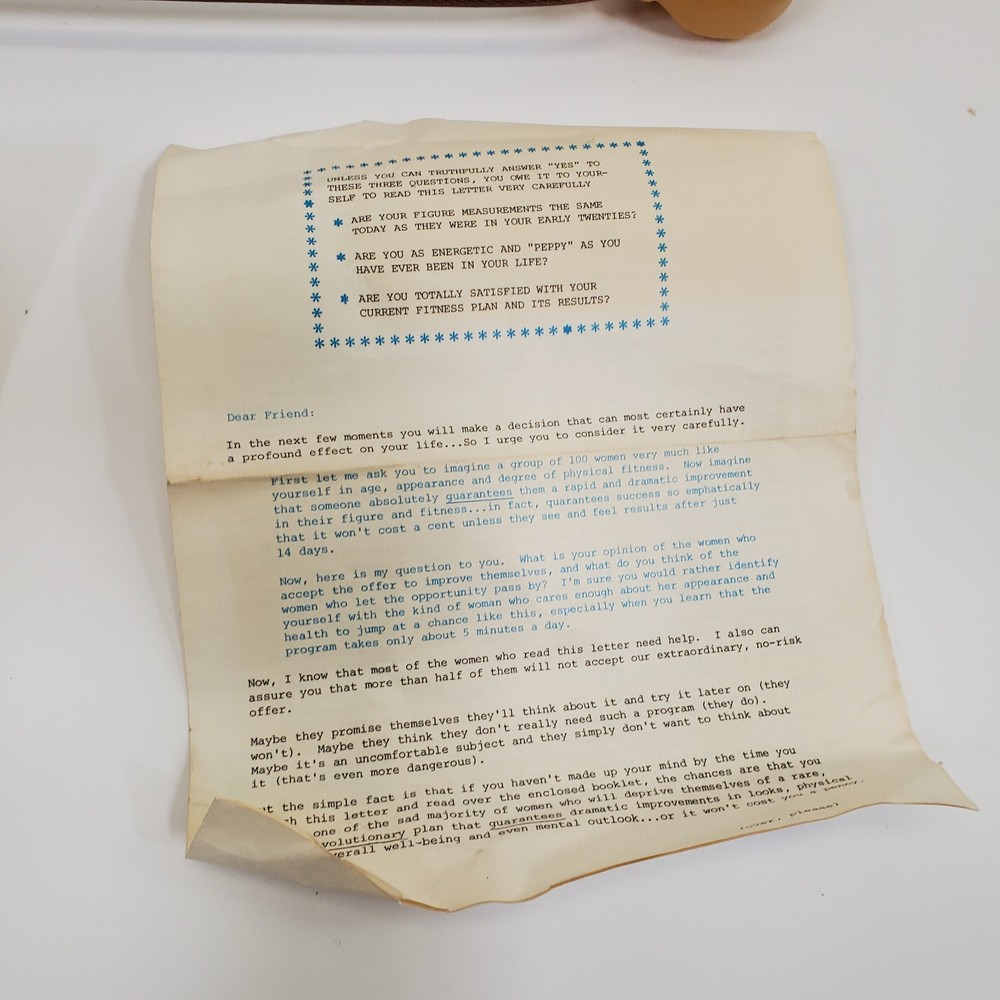 UNLESS YOU CAN TRUTHFULLY ANSWER "YES" TO
THESE THREE QUESTIONS, YOU OWE IT TO YOUR-
SELF TO READ THIS LETTER VERY CAREFULLY
* ARE YOUR FIGURE MEASUREMENTS THE SAME
TODAY AS THEY WERE IN YOUR EARLY TWENTIES?
* ARE YOU AS ENERGETIC AND "PEPPY" AS YOU
HAVE EVER BEEN IN YOUR LIFE?
* ARE YOU TOTALLY SATISFIED WITH YOUR
CURRENT FITNESS PLAN AND ITS RESULTS?
Dear Friend:
In the next few moments you will make a decision that can most certainly have
a profound effect on your life...So I urge you to consider it very carefully.
First let me ask you to imagine a group of 100 women very much like
yourself in age, appearance and degree of physical fitness. Now imagine
that someone absolutely guarantees them a rapid and dramatic improvement
in their figure and fitness...in fact, guarantees success so emphatically
that it won't cost a cent unless they see and feel results after just
14 days.
Now, here is my question to you. What is your opinion of the women who
accept the offer to improve themselves, and what do you think of the
women who let the opportunity pass by? I'm sure you would rather identify
yourself with the kind of woman who cares enough about her appearance and
health to jump at a chance like this, especially when you learn that the
program takes only about 5 minutes a day.
Now, I know that most of the women who read this letter need help. I also can
assure you that more than half of them will not accept our extraordinary, no-risk
offer.
Maybe they promise themselves they'll think about it and try it later on (they
won't). Maybe they think they don't really need such a program (they do).
Maybe it's an uncomfortable subject and they simply don't want to think about
it (that's even more dangerous).
ut the simple fact is that if you haven't made up your mind by the time you
h this letter and read over the enclosed booklet, the chances are that you
one of the sad majority of women who will deprive themselves of a rare,
volutionary plan that guarantees dramatic improvements in looks, physical
verall well-being and even mental outlook...or it won't cost you a penny.
please)